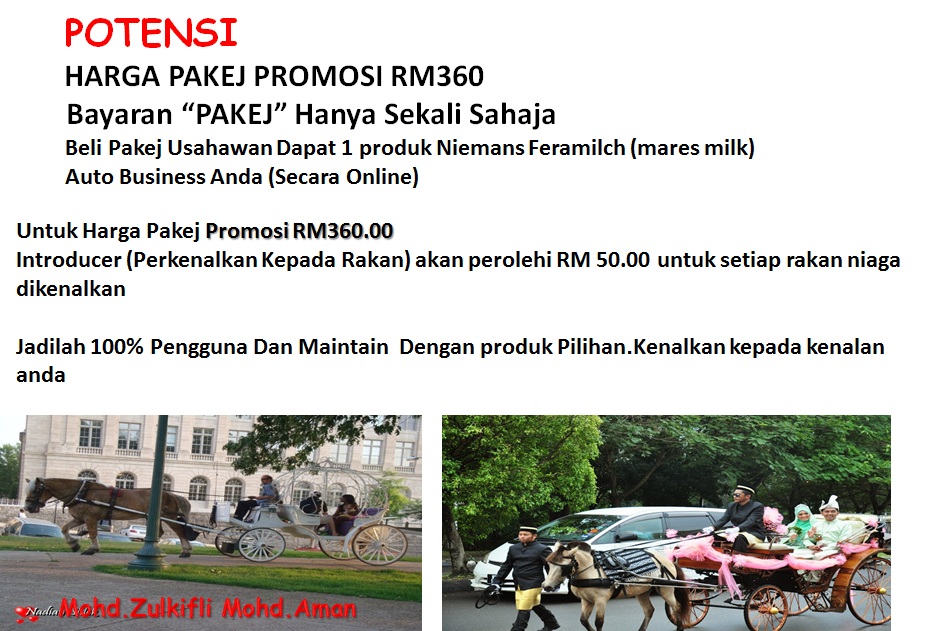 POTENSI
HARGA PAKEJ PROMOSI RM360
Bayaran “PAKEJ” Hanya Sekali Sahaja
Beli Pakej Usahawan Dapat 1 produk Niemans Feramilch (mares milk)
Auto Business Anda (Secara Online)
Untuk Harga Pakej Promosi RM360.00
Introducer (Perkenalkan Kepada Rakan) akan perolehi RM 50.00 untuk setiap rakan niaga
dikenalkan
Jadilah 100% Pengguna Dan Maintain Dengan produk Pilihan.Kenalkan kepada kenalan
anda
Nadia
Mohd.Zulkifli Mohd.Aman